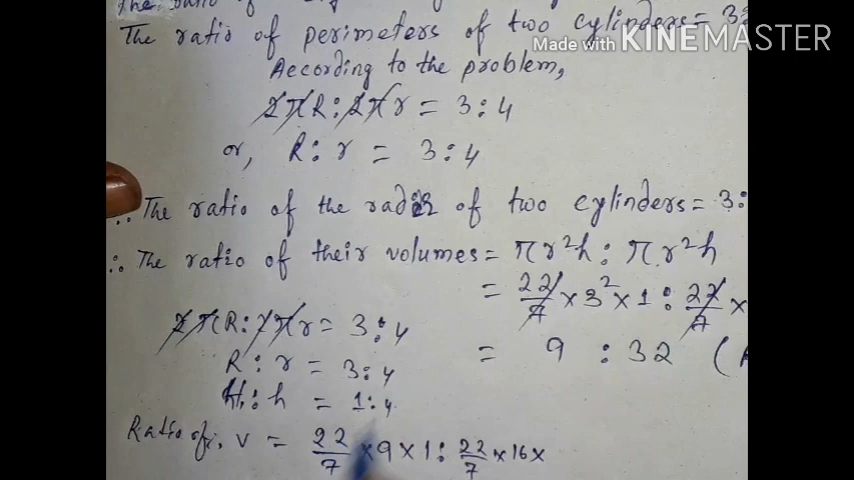 The ratio of
The ratio of perimeters of two cylinders = 3:
Made with KINEMASTER
According to the problem,
2πR : 2πr = 3 : 4
or, R : r = 3 : 4
∴ The ratio of the radii of two cylinders = 3:
∴ The ratio of their volumes = πr²h : πr²h
= 22/7 × 3² × 1 : 22/7 ×
2πR : 2πr = 3 : 4
= 9 : 32 (
R : r = 3 : 4
H : h = 1 : 4
Ratio of, V = 22/7 × 9 × 1 : 22/7 × 16 ×